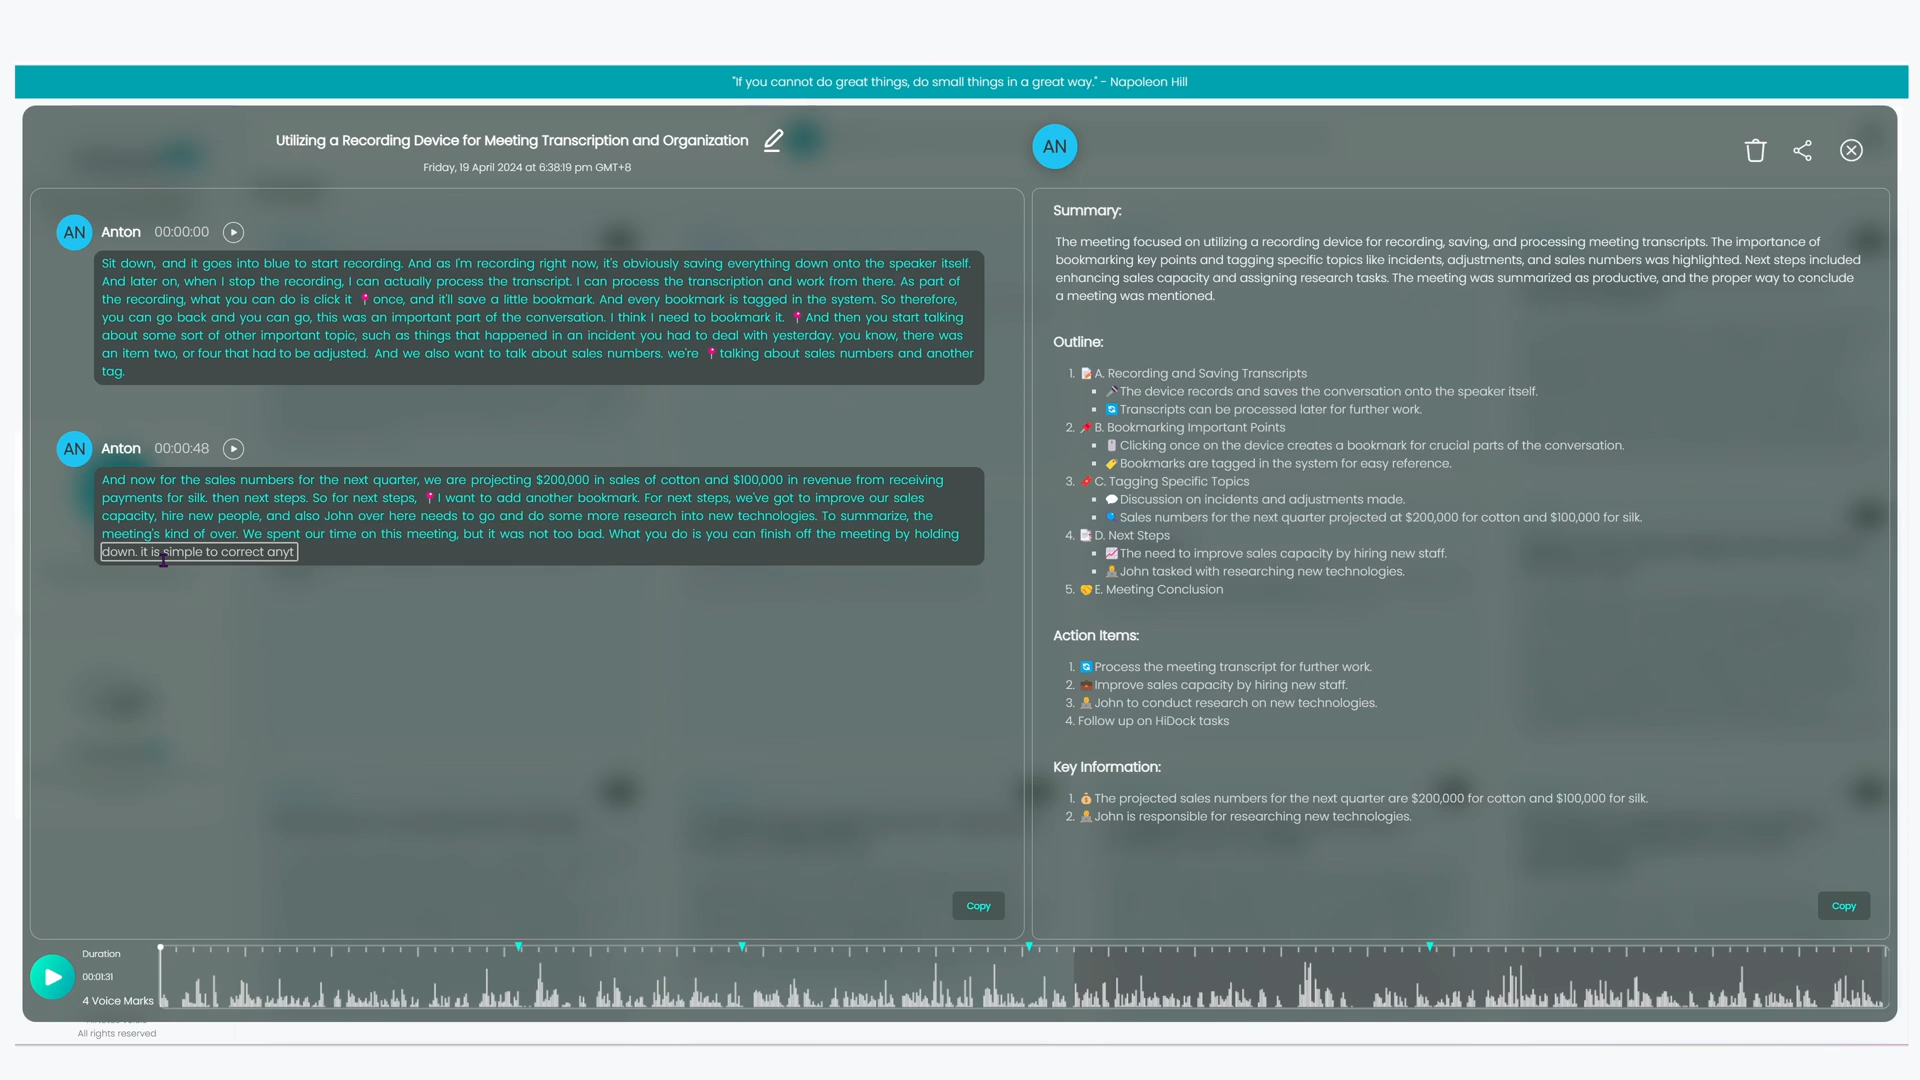 "If you cannot do great things, do small things in a great way." - Napoleon Hill
Utilizing a Recording Device for Meeting Transcription and Organization
Friday, 19 April 2024 at 6:38:19 pm GMT+8
AN
AN Anton 00:00:00
Sit down, and it goes into blue to start recording. And as I'm recording right now, it's obviously saving everything down onto the speaker itself.
And later on, when I stop the recording, I can actually process the transcript. I can process the transcription and work from there. As part of
the recording, what you can do is click it 📍once, and it'll save a little bookmark. And every bookmark is tagged in the system. So therefore,
you can go back and you can go, this was an important part of the conversation. I think I need to bookmark it. 📍And then you start talking
about some sort of other important topic, such as things that happened in an incident you had to deal with yesterday. you know, there was
an item two, or four that had to be adjusted. And we also want to talk about sales numbers. we're 📍talking about sales numbers and another
tag.
AN Anton 00:00:48
And now for the sales numbers for the next quarter, we are projecting $200,000 in sales of cotton and $100,000 in revenue from receiving
payments for silk. then next steps. So for next steps, 📍I want to add another bookmark. For next steps, we've got to improve our sales
capacity, hire new people, and also John over here needs to go and do some more research into new technologies. To summarize, the
meeting's kind of over. We spent our time on this meeting, but it was not too bad. What you do is you can finish off the meeting by holding
down. it is simple to correct anyt
Copy
Summary:
The meeting focused on utilizing a recording device for recording, saving, and processing meeting transcripts. The importance of
bookmarking key points and tagging specific topics like incidents, adjustments, and sales numbers was highlighted. Next steps included
enhancing sales capacity and assigning research tasks. The meeting was summarized as productive, and the proper way to conclude
a meeting was mentioned.
Outline:
1. 📝A. Recording and Saving Transcripts
▪ 🎤The device records and saves the conversation onto the speaker itself.
▪ 🔄Transcripts can be processed later for further work.
2. 📌B. Bookmarking Important Points
▪ 🖱️Clicking once on the device creates a bookmark for crucial parts of the conversation.
▪ 🏷️Bookmarks are tagged in the system for easy reference.
3. 📌C. Tagging Specific Topics
▪ 💬Discussion on incidents and adjustments made.
▪ Sales numbers for the next quarter projected at $200,000 for cotton and $100,000 for silk.
4. 📑D. Next Steps
▪ 📈The need to improve sales capacity by hiring new staff.
▪ John tasked with researching new technologies.
5. 🤝E. Meeting Conclusion
Action Items:
1. 🔄Process the meeting transcript for further work.
2. 💼Improve sales capacity by hiring new staff.
3. John to conduct research on new technologies.
4. Follow up on HiDock tasks
Key Information:
1. 💰The projected sales numbers for the next quarter are $200,000 for cotton and $100,000 for silk.
2. John is responsible for researching new technologies.
Copy
Duration
00:01:31
4 Voice Marks
All rights reserved